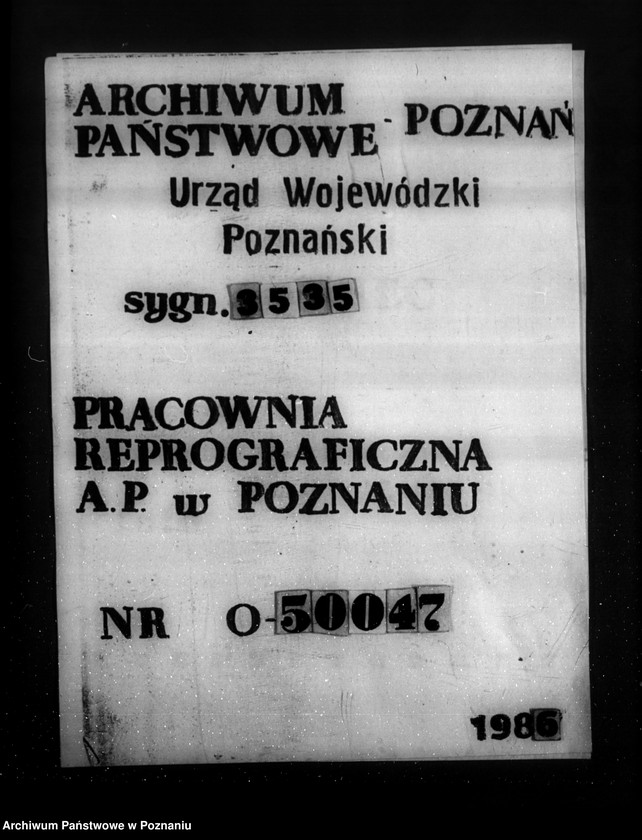 ARCHIWUM
PAŃSTWOWE - POZNAŃ
Urząd Wojewódzki
Poznański
sygn. 3535
PRACOWNIA
REPROGRAFICZNA
A.P. w POZNANIU
NR O-50047
1986
Archiwum Państwowe w Poznaniu